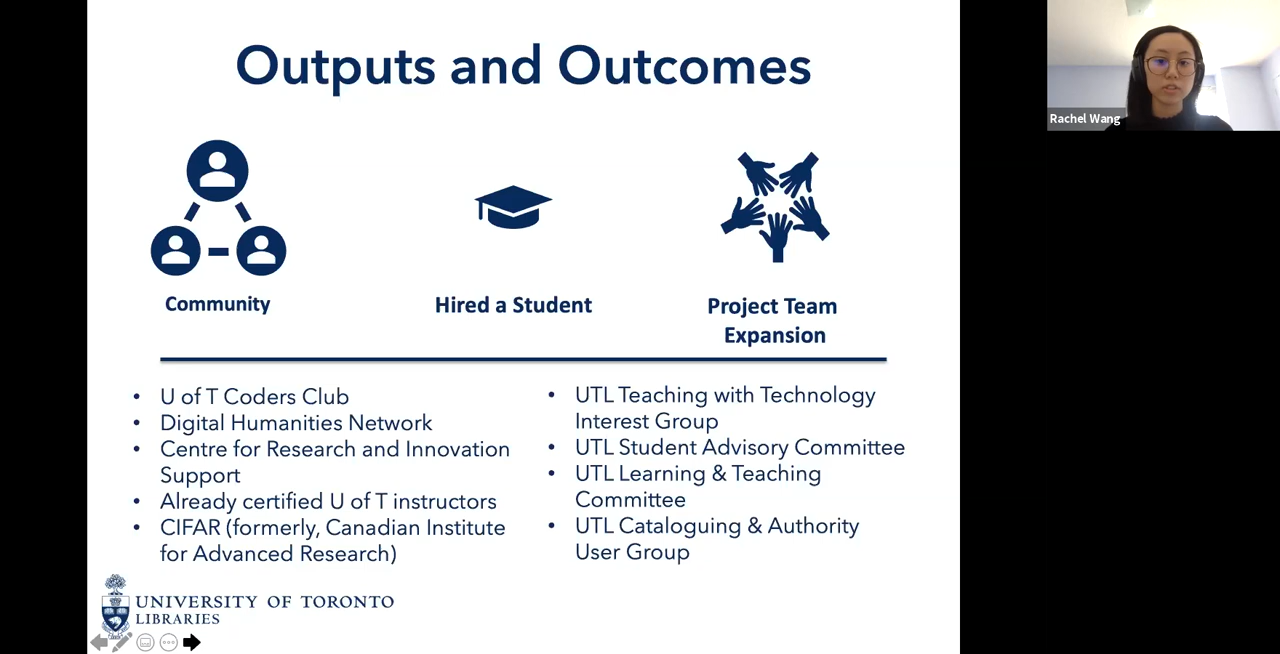 Outputs and Outcomes
Rachel Wang
Community
Hired a Student
Project Team
Expansion
• U of T Coders Club
• Digital Humanities Network
• Centre for Research and Innovation
Support
• Already certified U of T instructors
• CIFAR (formerly, Canadian Institute
for Advanced Research)
• UTL Teaching with Technology
Interest Group
• UTL Student Advisory Committee
• UTL Learning & Teaching
Committee
• UTL Cataloguing & Authority
User Group
UNIVERSITY OF TORONTO
LIBRARIES